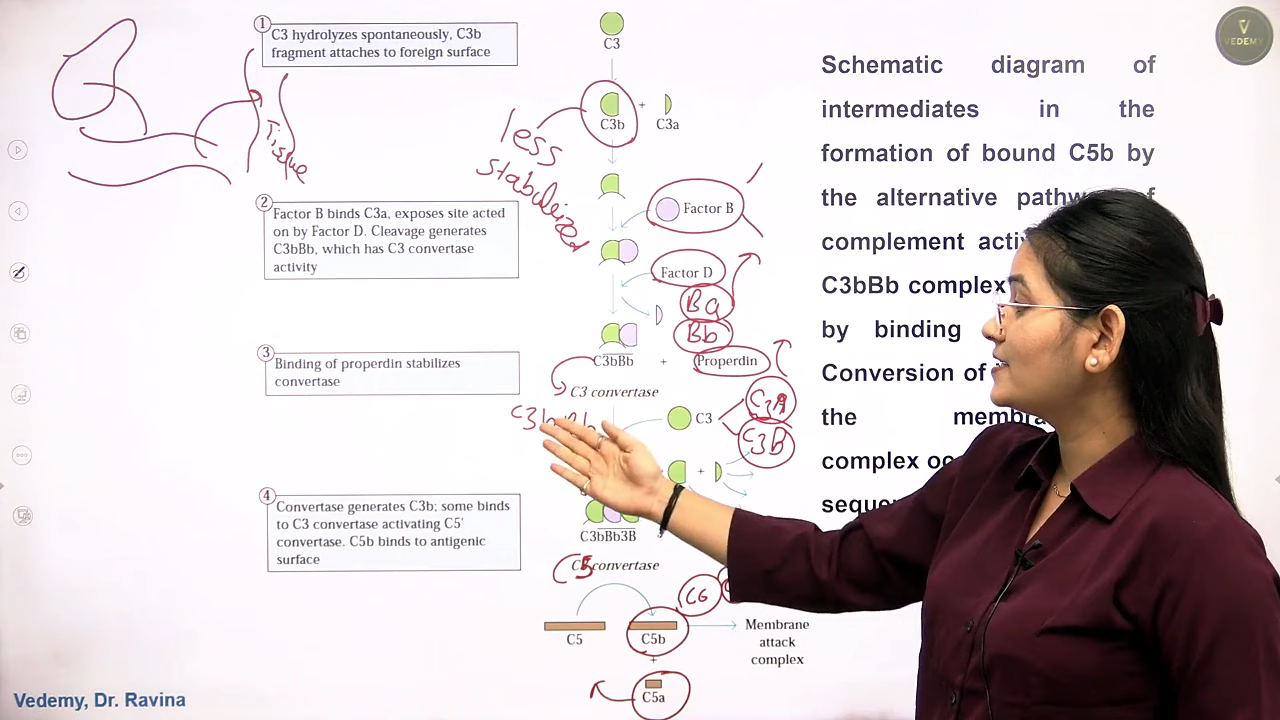 1
C3 hydrolyzes spontaneously, C3b
fragment attaches to foreign surface
C3
C3b
+
C3a
less
stabilized
Tissue
2
Factor B binds C3a, exposes site acted
on by Factor D. Cleavage generates
C3bBb, which has C3 convertase
activity
Factor B
Factor D
Ba
Bb
3
Binding of properdin stabilizes
convertase
C3bBb
+
Properdin
C3 convertase
C3
C3A
C3B
+
4
Convertase generates C3b; some binds
to C3 convertase activating C5'
convertase. C5b binds to antigenic
surface
C3bBb3B
C5 convertase
C6
C5
C5b
+
C5a
Membrane
attack
complex
Schematic diagram of
intermediates in the
formation of bound C5b by
the alternative pathway of
complement
C3bBb complex
by binding
Conversion of
the
complex
VEDEMY
Vedemy, Dr. Ravina